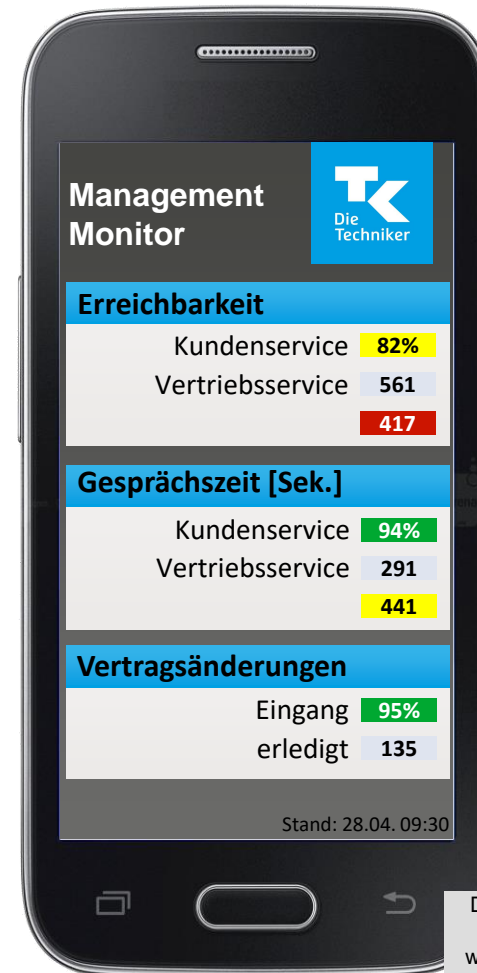 Management
Monitor
TK
Die
Techniker
Erreichbarkeit
Kundenservice 82%
Vertriebsservice 561
417
Gesprächszeit [Sek.]
Kundenservice 94%
Vertriebsservice 291
441
Vertragsänderungen
Eingang 95%
erledigt 135
Stand: 28.04. 09:30